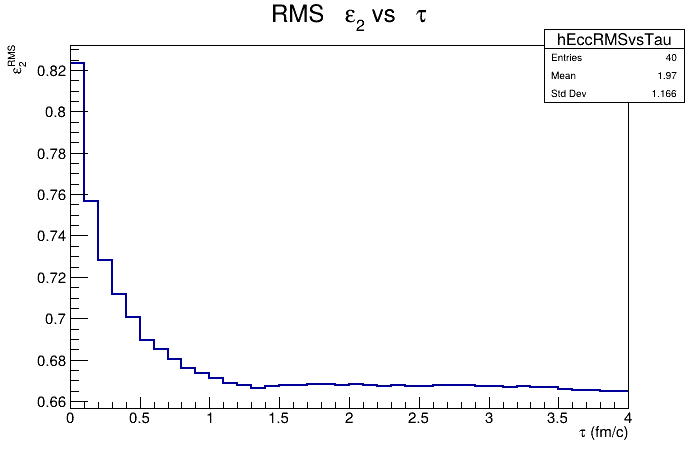 RMS ε2 vs τ
hEccRMSvsTau
Entries 40
Mean 1.97
Std Dev 1.166
ε2RMS
0.82
0.8
0.78
0.76
0.74
0.72
0.7
0.68
0.66
0 0.5 1 1.5 2 2.5 3 3.5 4
τ (fm/c)